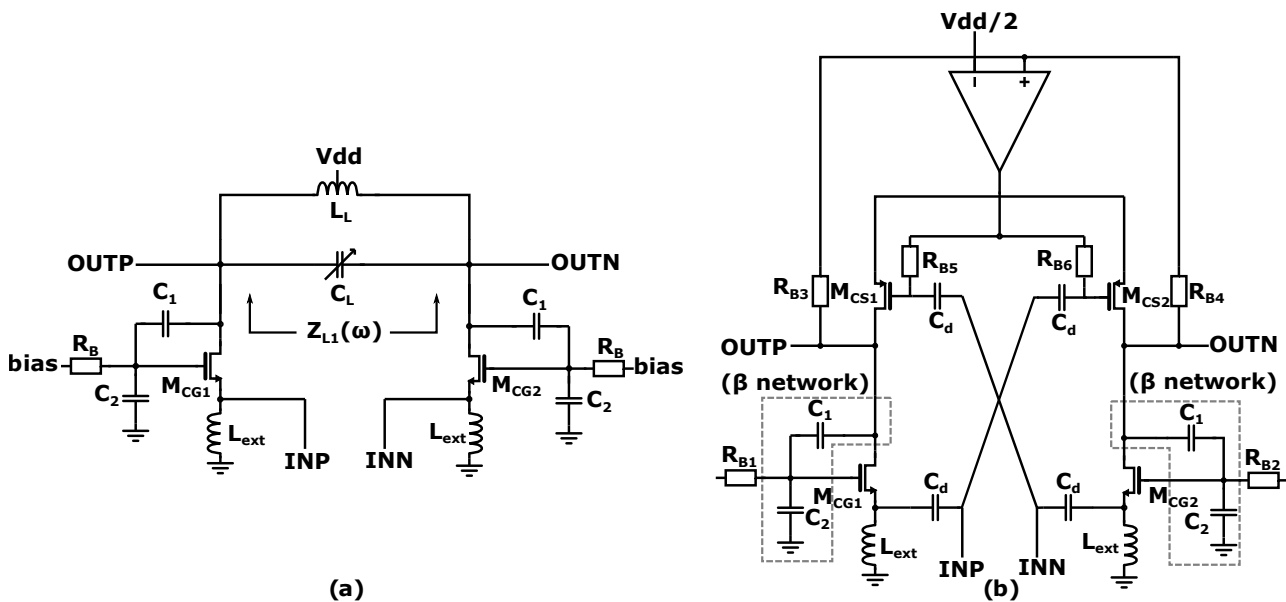 Vdd
L_L
OUTP
OUTN
C_L
C_1
C_1
Z_L1(ω)
bias
R_B
R_B
bias
M_CG1
M_CG2
C_2
C_2
L_ext
L_ext
INP
INN
(a)
Vdd/2
- +
R_B5
R_B6
R_B3
M_CS1
M_CS2
R_B4
C_d
C_d
OUTP
OUTN
(β network)
(β network)
C_1
C_1
R_B1
R_B2
M_CG1
C_d
C_d
M_CG2
C_2
C_2
L_ext
L_ext
INP
INN
(b)